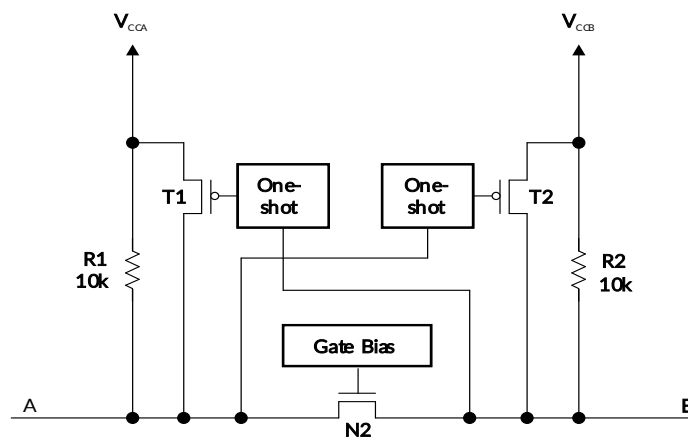 VCCA
VCCB
T1
One-
shot
One-
shot
T2
R1
10k
R2
10k
Gate Bias
A
B
N2